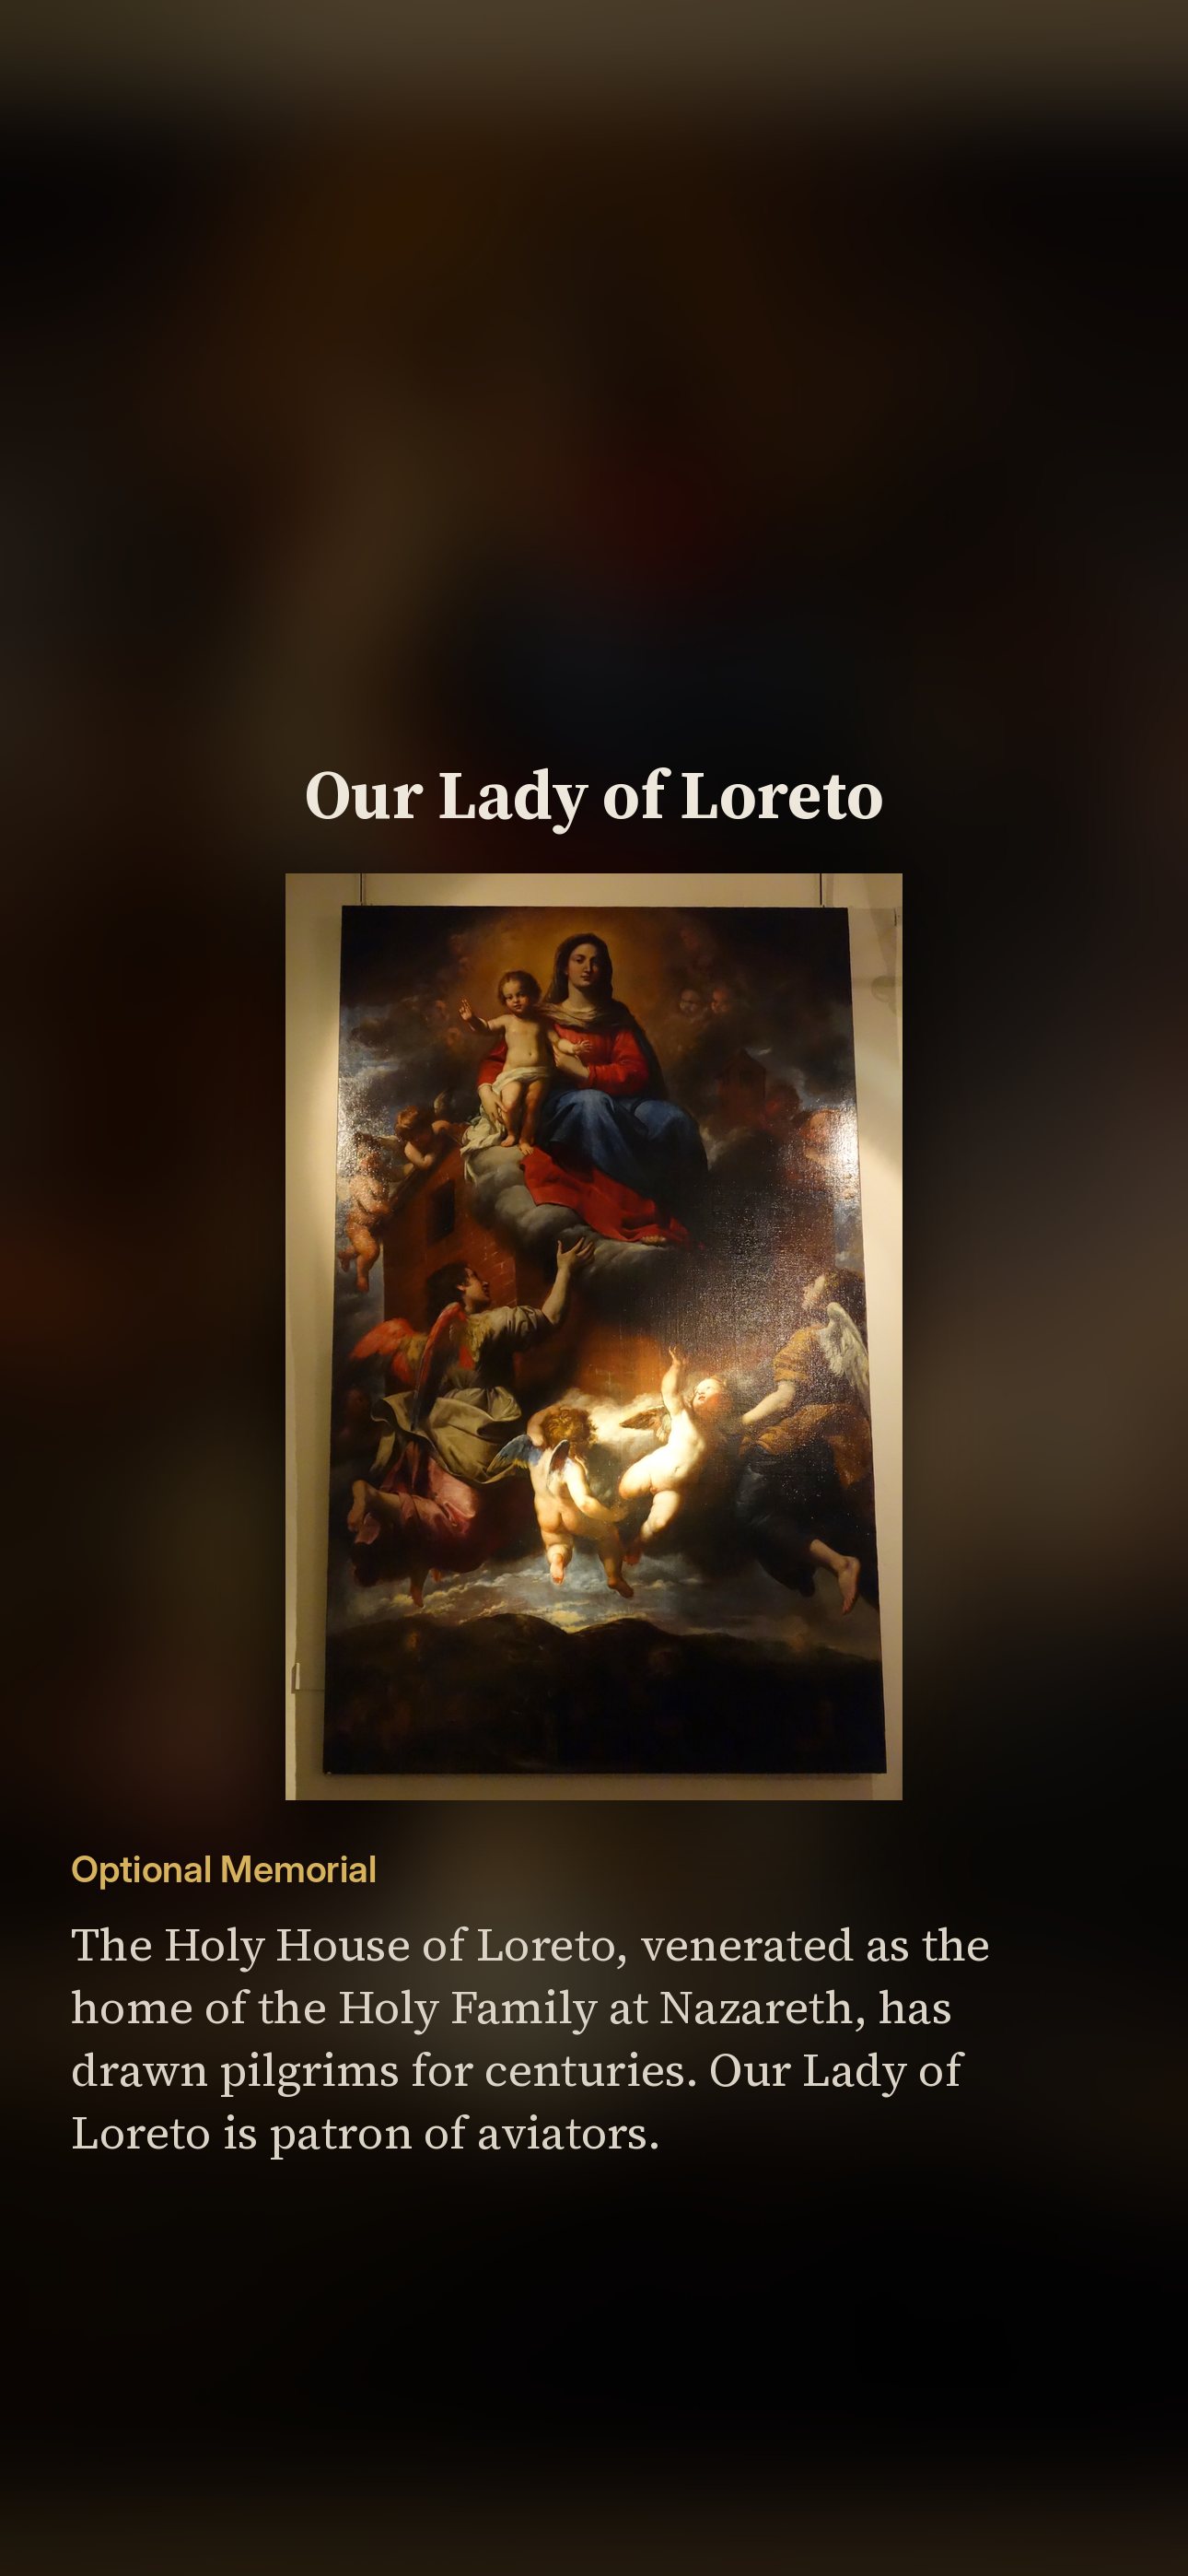 Our Lady of Loreto
Optional Memorial
The Holy House of Loreto, venerated as the
home of the Holy Family at Nazareth, has
drawn pilgrims for centuries. Our Lady of
Loreto is patron of aviators.